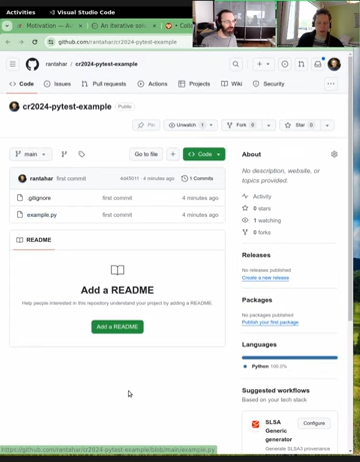 Activities Visual Studio Code
Motivation — A
An iterative sol
github.com/rantahar/cr2024-pytest-example
rantahar / cr2024-pytest-example
Code Issues Pull requests Actions Projects Wiki Security
cr2024-pytest-example Public
Pin Unwatch 1 Fork 0 Star 0
main Go to file Code
rantahar first commit 4 minutes ago 1 Commits
.gitignore first commit 4 minutes ago
example.py first commit 4 minutes ago
README
Add a README
Help people interested in this repository understand your project by adding a README.
Add a README
About
No description, website, or topics provided.
Activity
0 stars
1 watching
0 forks
Releases
No releases published
Create a new release
Packages
No packages published
Publish your first package
Languages
Python 100.0%
Suggested workflows
Based on your tech stack
SLSA Generic generator
Configure
Generate SLSA3 provenance
https://github.com/rantahar/cr2024-pytest-example/blob/main/example.py